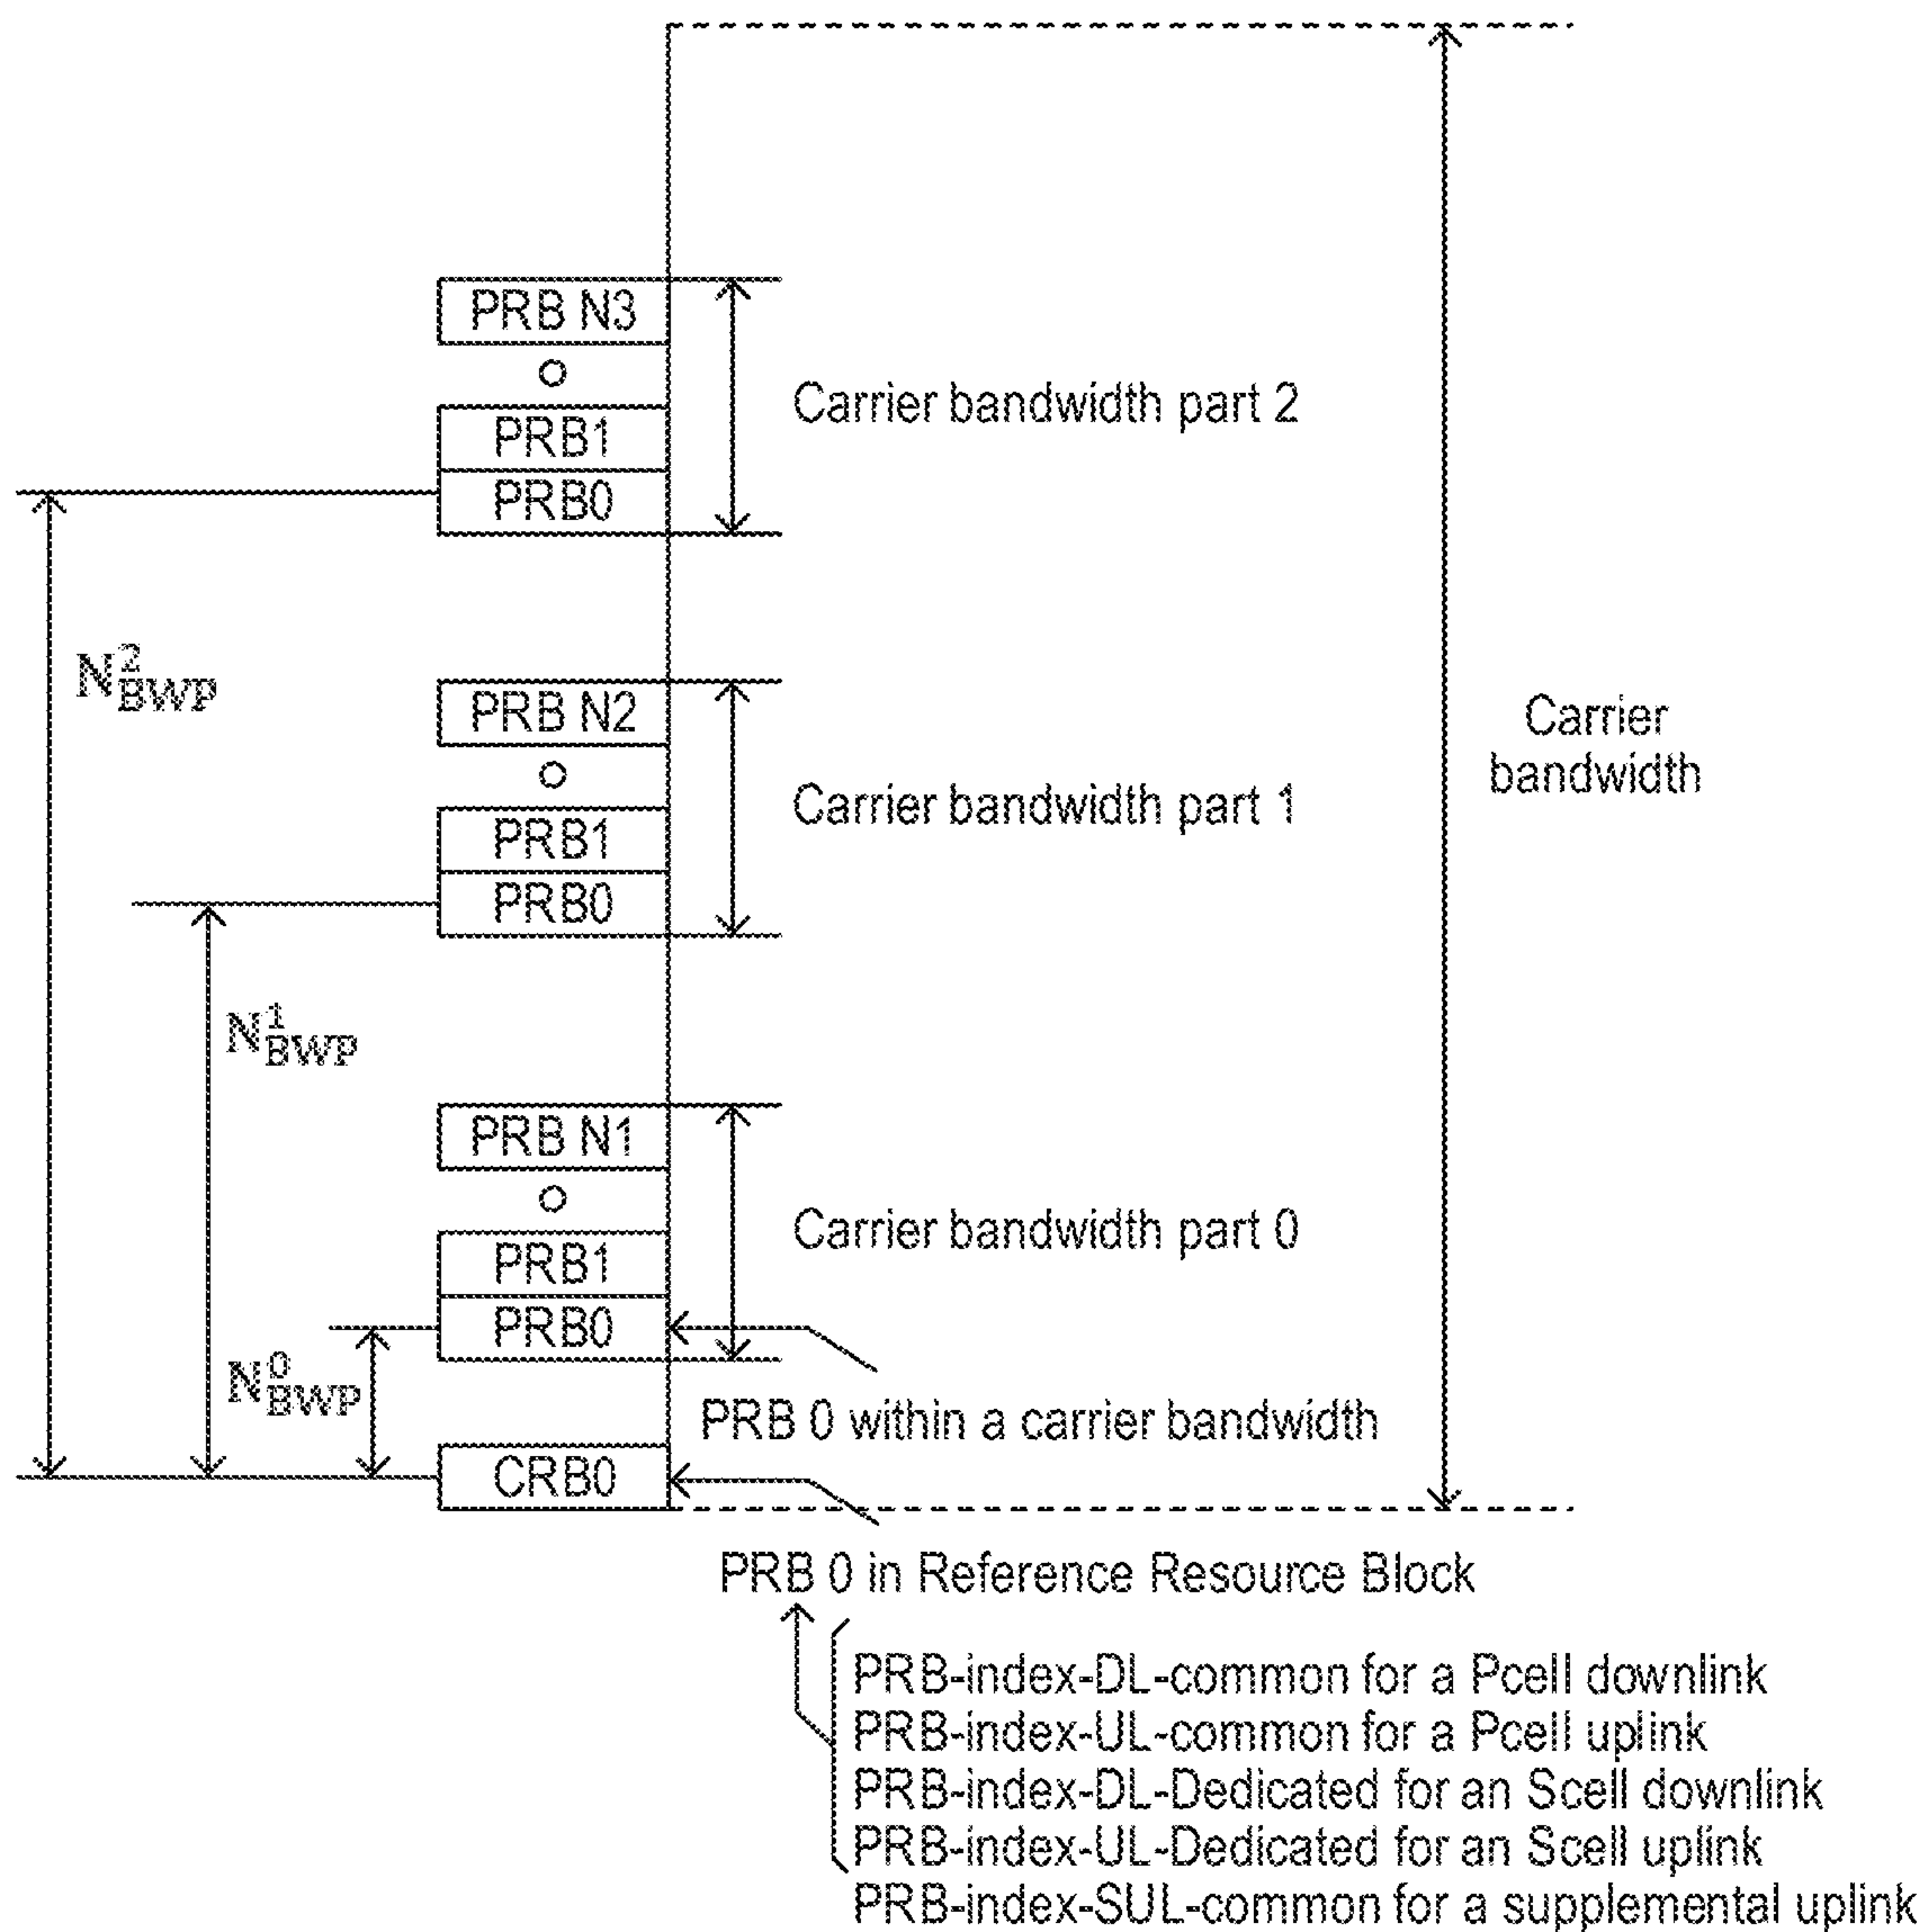 PRB N3
PRB1
Carrier bandwidth part 2
PRB0
N²BWP
PRB N2
Carrier
bandwidth
PRB1
Carrier bandwidth part 1
PRB0
N¹BWP
PRB N1
PRB1
Carrier bandwidth part 0
PRB0
N⁰BWP
PRB 0 within a carrier bandwidth
CRB0
PRB 0 in Reference Resource Block
PRB-index-DL-common for a Pcell downlink
PRB-index-UL-common for a Pcell uplink
PRB-index-DL-Dedicated for an Scell downlink
PRB-index-UL-Dedicated for an Scell uplink
PRB-index-SUL-common for a supplemental uplink